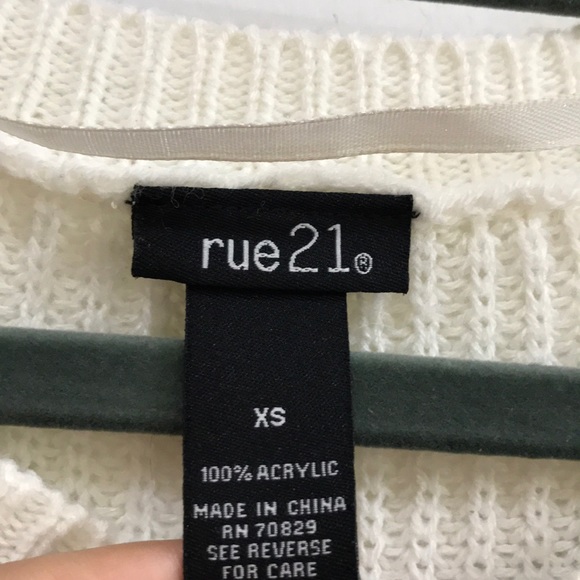 rue21®
XS
100% ACRYLIC
MADE IN CHINA
RN 70829
SEE REVERSE
FOR CARE